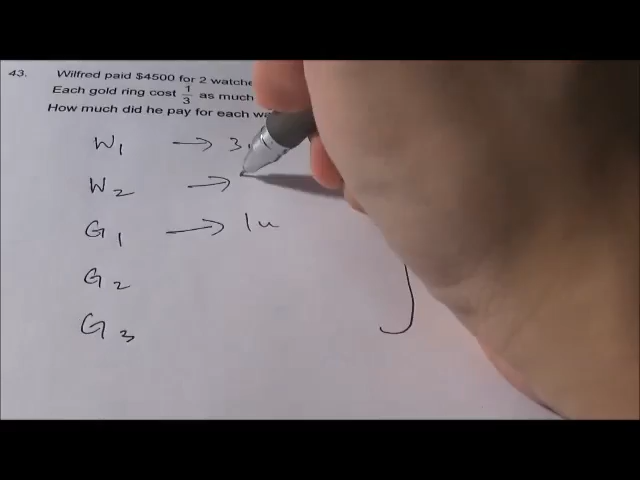 43. Wilfred paid $4500 for 2
Each gold ring cost 1/3 as much
How much did he pay for each
W1 → 3
W2 →
G1 → 1u
G2
G3